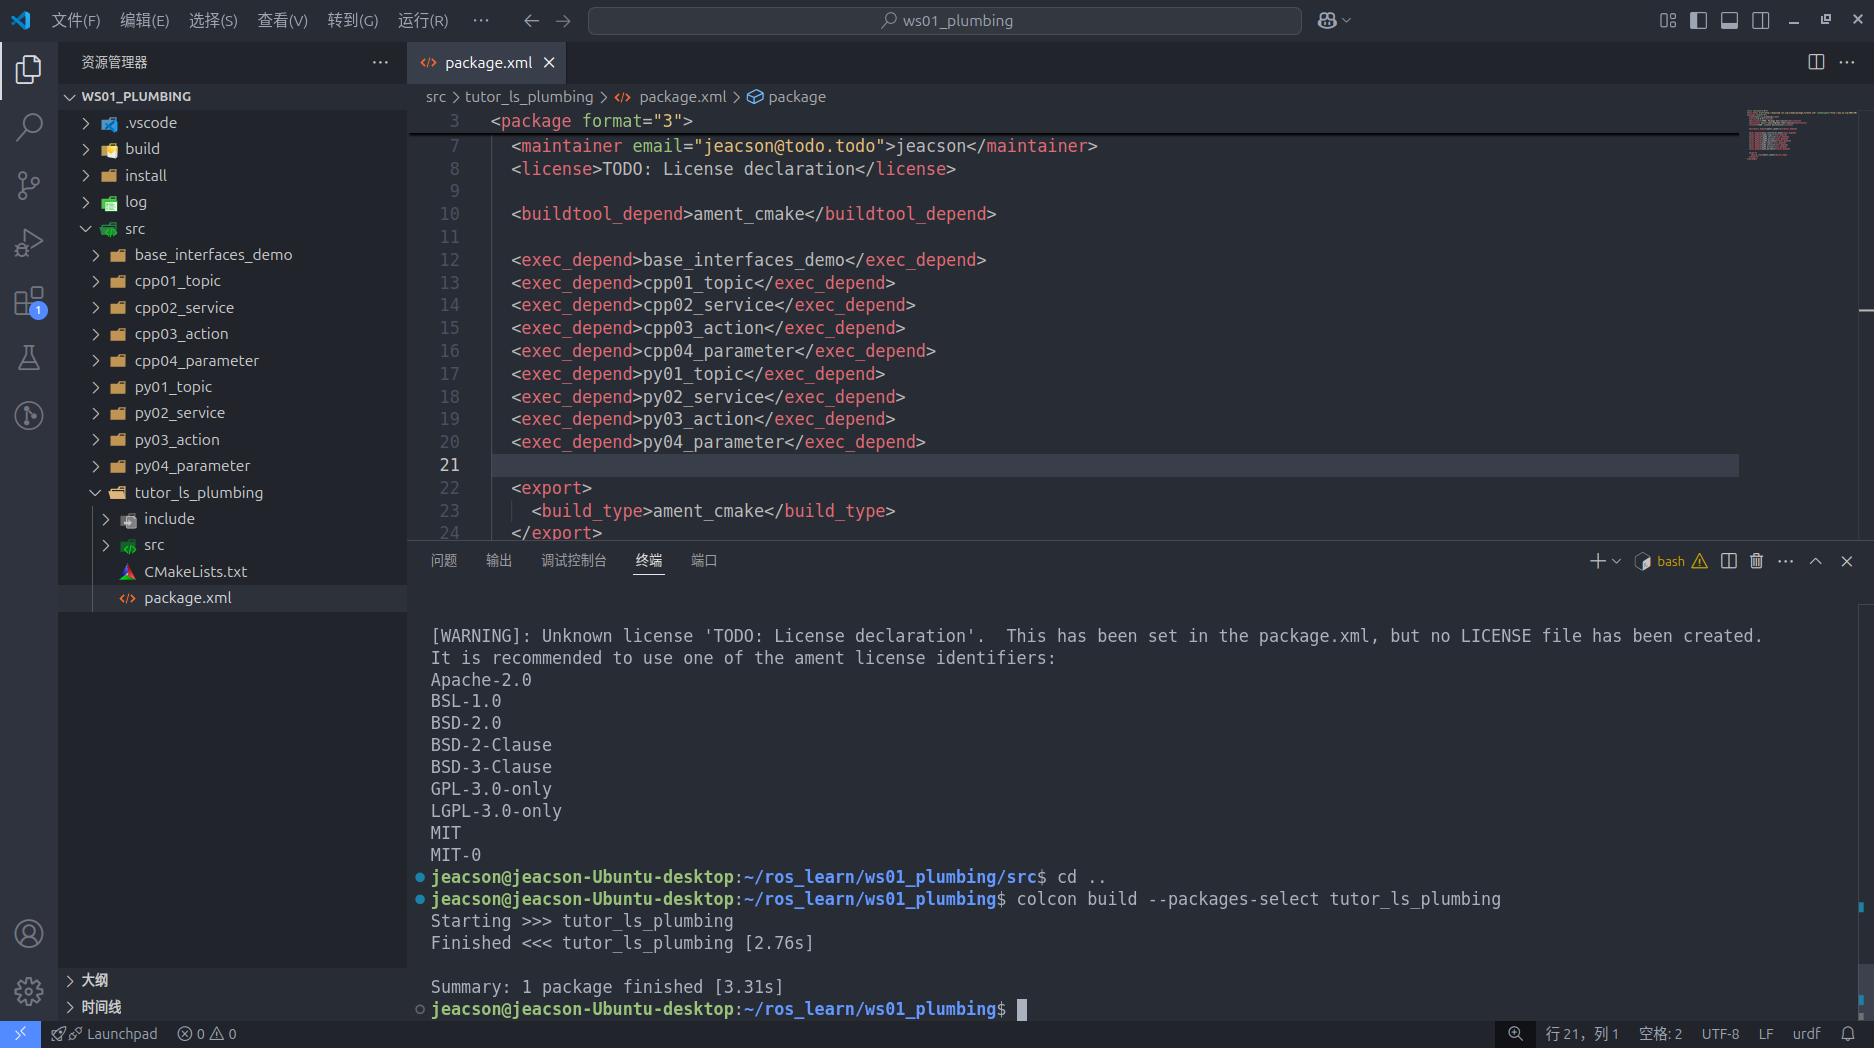 文件(F) 编辑(E) 选择(S) 查看(V) 转到(G) 运行(R) ··· ws01_plumbing
资源管理器 ···
WS01_PLUMBING
.vscode
build
install
log
src
base_interfaces_demo
cpp01_topic
cpp02_service
cpp03_action
cpp04_parameter
py01_topic
py02_service
py03_action
py04_parameter
tutor_ls_plumbing
include
src
CMakeLists.txt
package.xml
大纲
时间线
1
package.xml
src > tutor_ls_plumbing > package.xml > package
3 <package format="3">
7 <maintainer email="jeacson@todo.todo">jeacson</maintainer>
8 <license>TODO: License declaration</license>
9
10 <buildtool_depend>ament_cmake</buildtool_depend>
11
12 <exec_depend>base_interfaces_demo</exec_depend>
13 <exec_depend>cpp01_topic</exec_depend>
14 <exec_depend>cpp02_service</exec_depend>
15 <exec_depend>cpp03_action</exec_depend>
16 <exec_depend>cpp04_parameter</exec_depend>
17 <exec_depend>py01_topic</exec_depend>
18 <exec_depend>py02_service</exec_depend>
19 <exec_depend>py03_action</exec_depend>
20 <exec_depend>py04_parameter</exec_depend>
21
22 <export>
23 <build_type>ament_cmake</build_type>
24 </export>
问题 输出 调试控制台 终端 端口 bash
[WARNING]: Unknown license 'TODO: License declaration'.  This has been set in the package.xml, but no LICENSE file has been created.
It is recommended to use one of the ament license identifiers:
Apache-2.0
BSL-1.0
BSD-2.0
BSD-2-Clause
BSD-3-Clause
GPL-3.0-only
LGPL-3.0-only
MIT
MIT-0
jeacson@jeacson-Ubuntu-desktop:~/ros_learn/ws01_plumbing/src$ cd ..
jeacson@jeacson-Ubuntu-desktop:~/ros_learn/ws01_plumbing$ colcon build --packages-select tutor_ls_plumbing
Starting >>> tutor_ls_plumbing
Finished <<< tutor_ls_plumbing [2.76s]
Summary: 1 package finished [3.31s]
jeacson@jeacson-Ubuntu-desktop:~/ros_learn/ws01_plumbing$
Launchpad 0 0 行 21，列 1 空格: 2 UTF-8 LF urdf